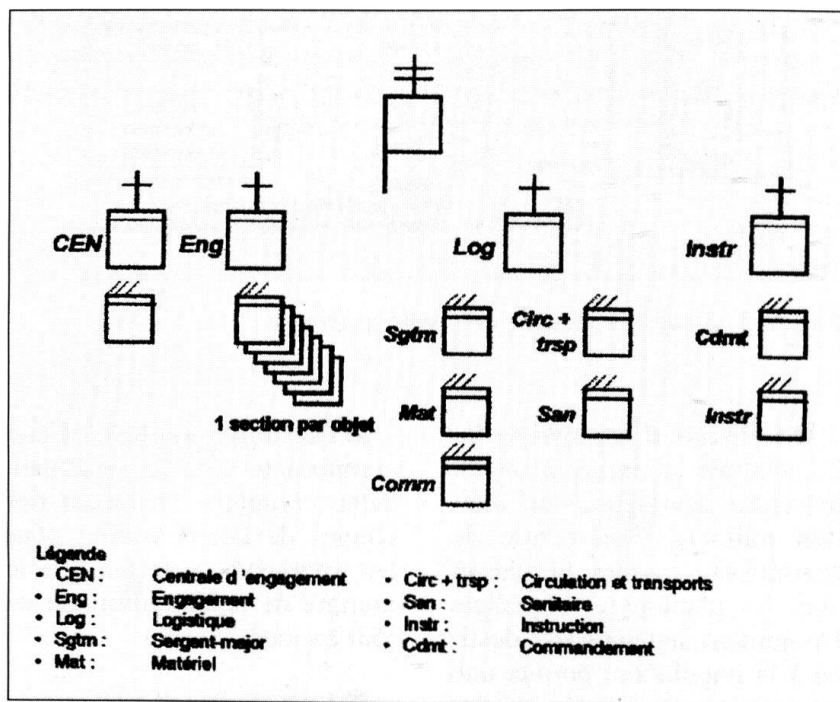 CEN
Eng
Log
Instr
Sgtm
Circ +
trsp
Cdmt
1 section par objet
Mat
San
Instr
Comm
Légende
• CEN : Centrale d'engagement
• Eng : Engagement
• Log : Logistique
• Sgtm : Sergent-major
• Mat : Matériel
• Circ + trsp : Circulation et transports
• San : Sanitaire
• Instr : Instruction
• Cdmt : Commandement